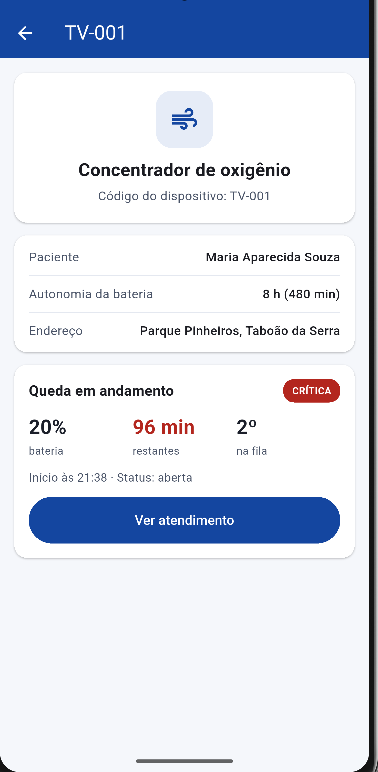 TV-001
Concentrador de oxigênio
Código do dispositivo: TV-001
Paciente Maria Aparecida Souza
Autonomia da bateria 8 h (480 min)
Endereço Parque Pinheiros, Taboão da Serra
Queda em andamento CRÍTICA
20% 96 min 2º
bateria restantes na fila
Início às 21:38 · Status: aberta
Ver atendimento